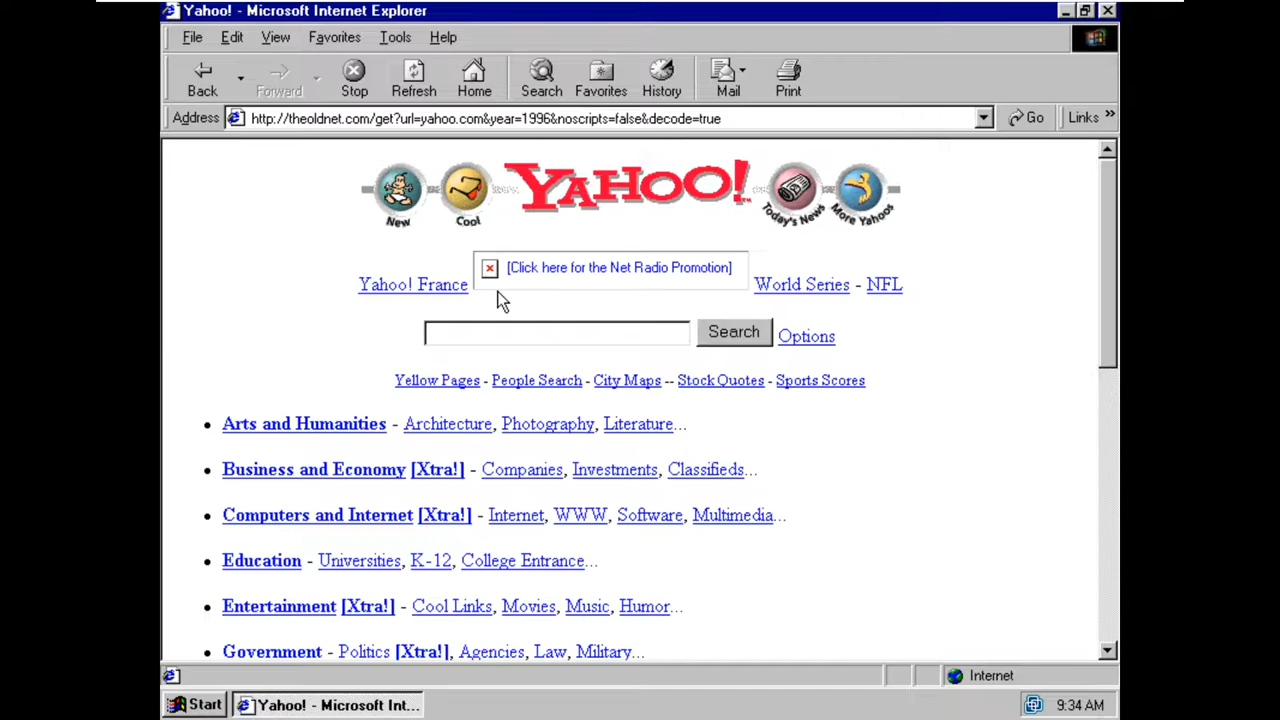 Yahoo! - Microsoft Internet Explorer
File Edit View Favorites Tools Help
Back Forward Stop Refresh Home Search Favorites History Mail Print
Address http://theoldnet.com/get?url=yahoo.com&year=1996&noscripts=false&decode=true Go Links »
New Cool YAHOO! Today's News More Yahoos
Yahoo! France [Click here for the Net Radio Promotion] World Series - NFL
Search Options
Yellow Pages - People Search - City Maps -- Stock Quotes - Sports Scores
• Arts and Humanities - Architecture, Photography, Literature...
• Business and Economy [Xtra!] - Companies, Investments, Classifieds...
• Computers and Internet [Xtra!] - Internet, WWW, Software, Multimedia...
• Education - Universities, K-12, College Entrance...
• Entertainment [Xtra!] - Cool Links, Movies, Music, Humor...
• Government - Politics [Xtra!], Agencies, Law, Military...
Internet
Start Yahoo! - Microsoft Int... 9:34 AM